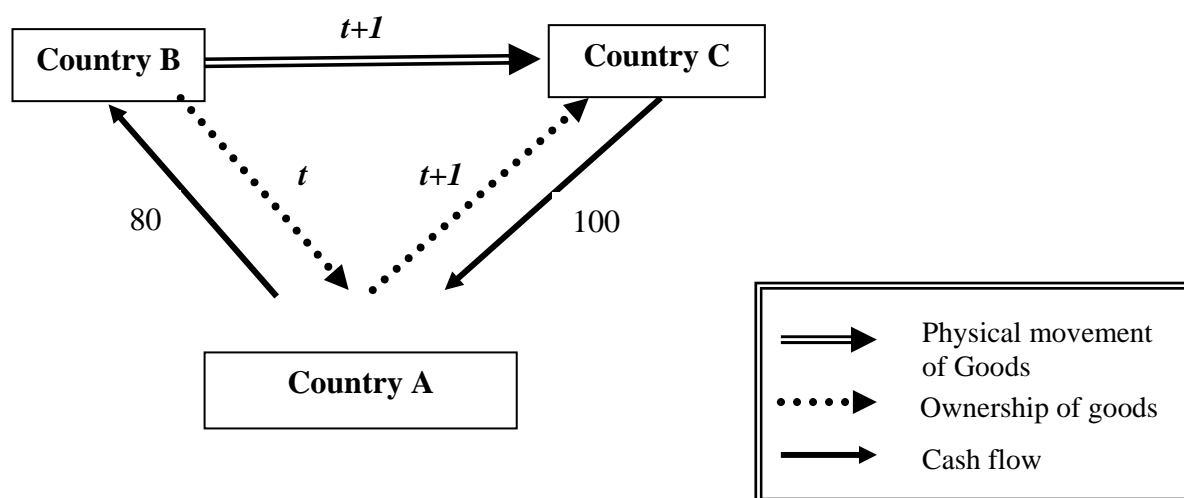 t+1
Country B
Country C
t
t+1
80
100
Country A
Physical movement
of Goods
Ownership of goods
Cash flow